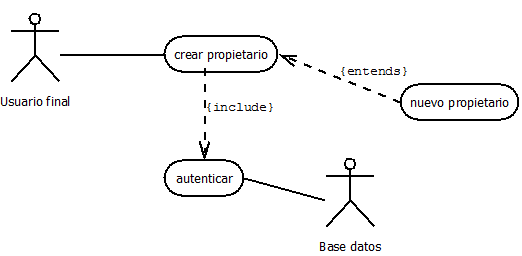 crear propietario
{entends}
Usuario final
nuevo propietario
{include}
autenticar
Base datos